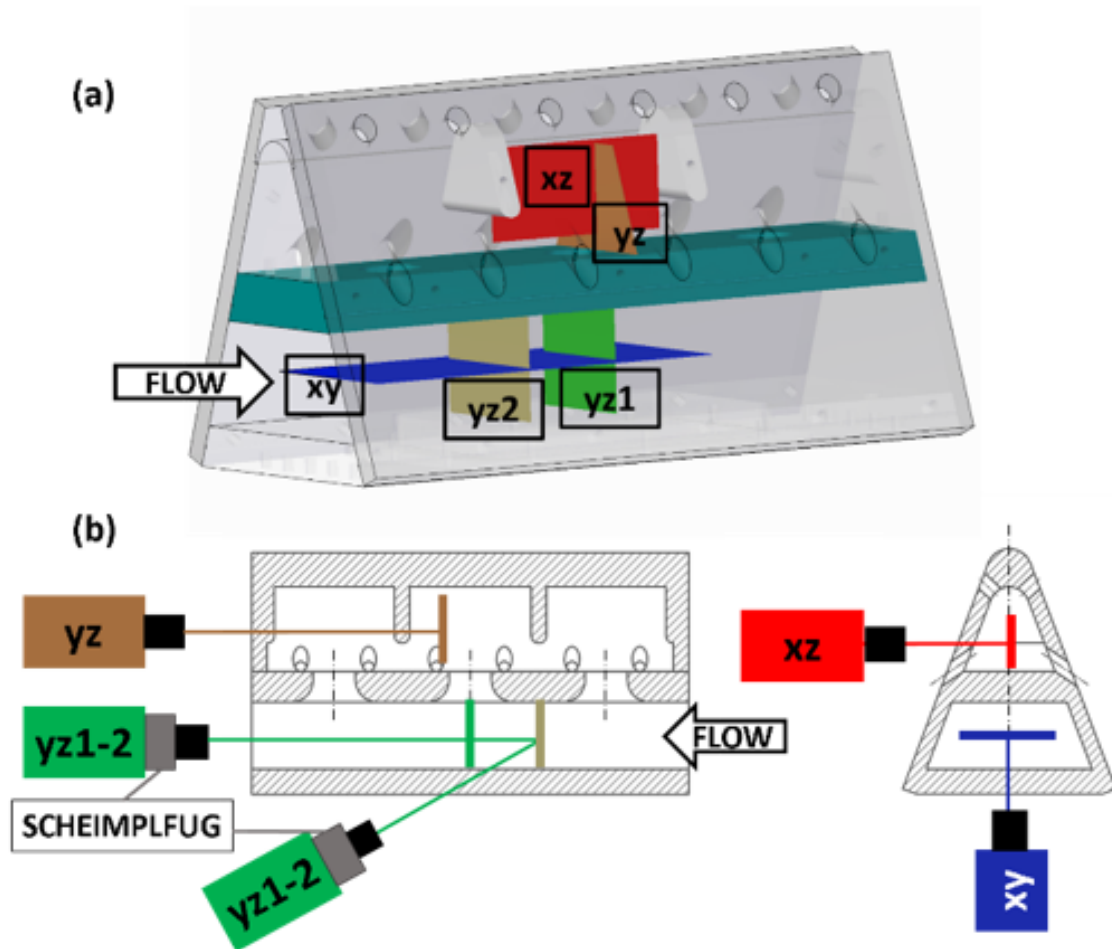 (a)
xz
yz
FLOW
xy
yz2
yz1
(b)
yz
xz
yz1-2
FLOW
SCHEIMPLFUG
yz1-2
xy